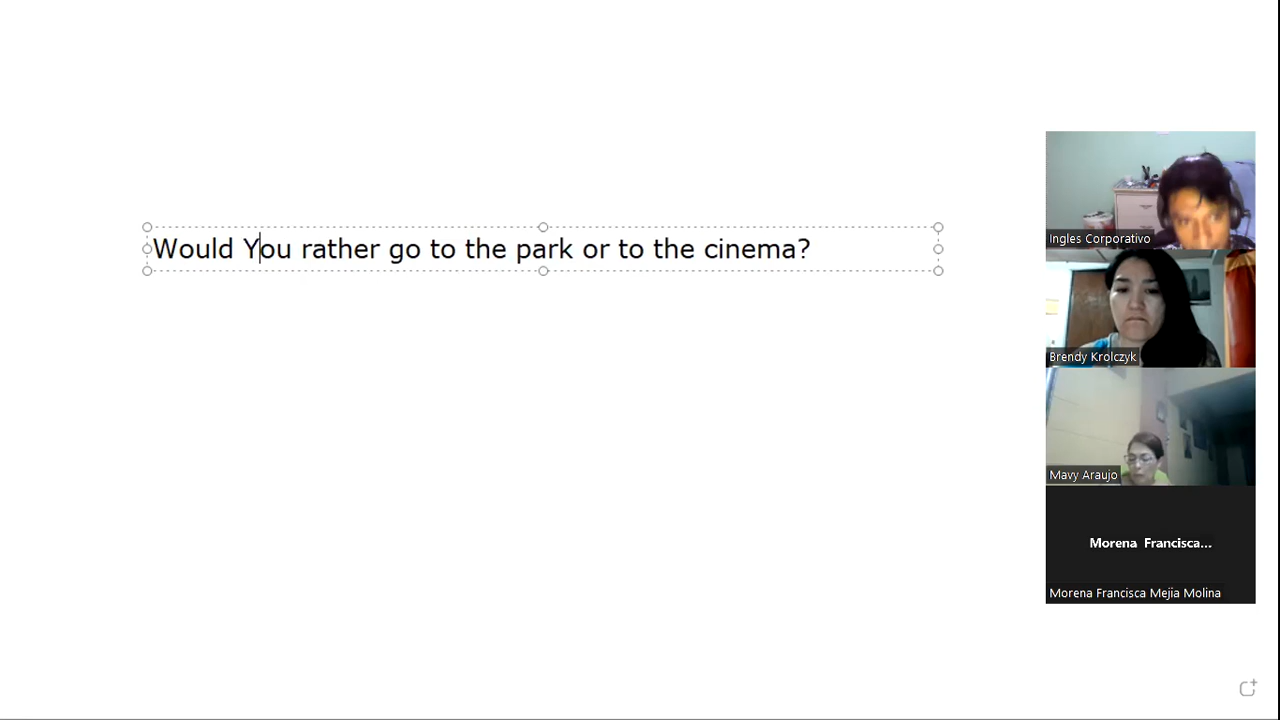 Would You rather go to the park or to the cinema?
Ingles Corporativo
Brendy Krolczyk
Mavy Araujo
Morena Francisca...
Morena Francisca Mejia Molina